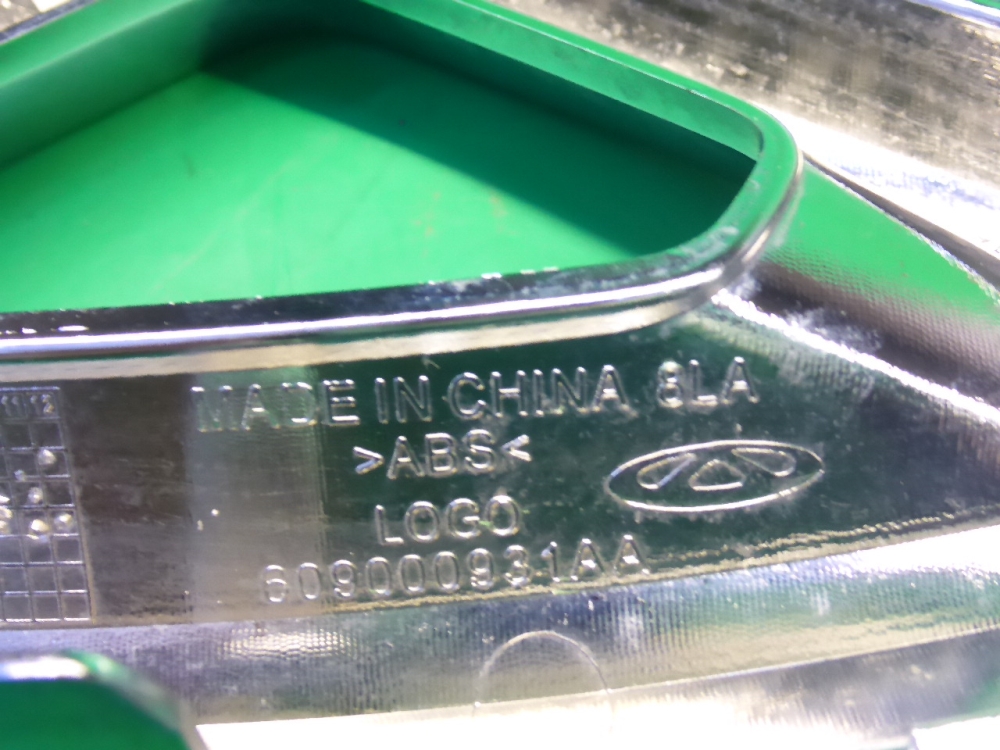 MADE IN CHINA 8LA
>ABS<
LOGO
609000931AA